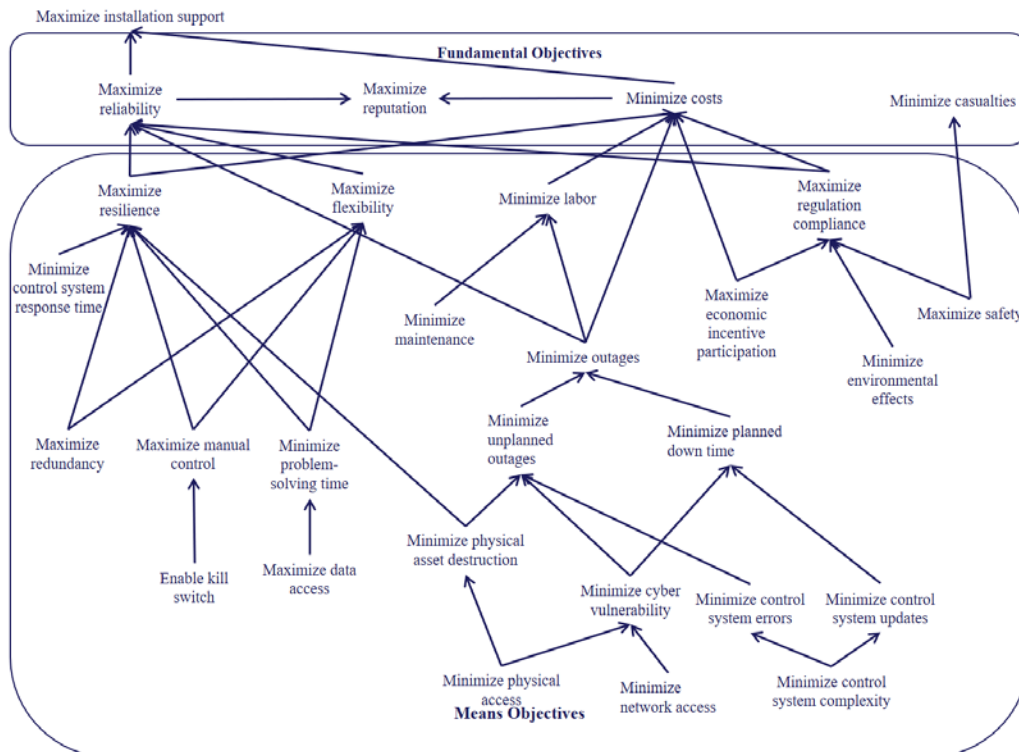 Maximize installation support
Fundamental Objectives
Maximize
reliability
Maximize
reputation
Minimize costs
Minimize casualties
Maximize
resilience
Maximize
flexibility
Minimize labor
Maximize
regulation
compliance
Minimize
control system
response time
Minimize
maintenance
Minimize outages
Maximize
economic
incentive
participation
Maximize safety
Minimize
environmental
effects
Maximize
redundancy
Maximize manual
control
Minimize
problem-
solving time
Minimize
unplanned
outages
Minimize planned
down time
Enable kill
switch
Maximize data
access
Minimize physical
asset destruction
Minimize cyber
vulnerability
Minimize control
system errors
Minimize control
system updates
Minimize physical
access
Minimize
network access
Minimize control
system complexity
Means Objectives